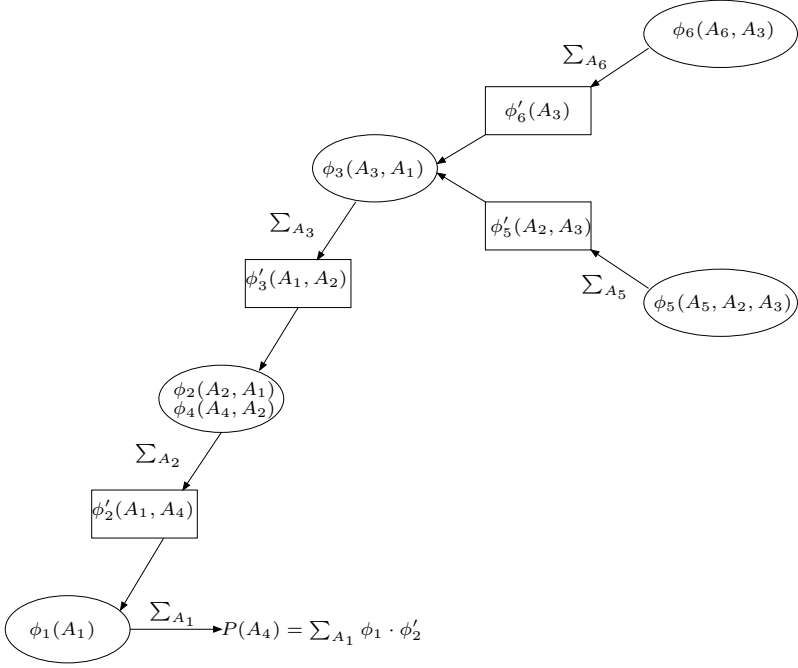 ϕ₆(A₆, A₃)
∑_{A₆}
ϕ′₆(A₃)
ϕ₃(A₃, A₁)
∑_{A₃}
ϕ′₅(A₂, A₃)
ϕ′₃(A₁, A₂)
∑_{A₅}
ϕ₅(A₅, A₂, A₃)
ϕ₂(A₂, A₁)
ϕ₄(A₄, A₂)
∑_{A₂}
ϕ′₂(A₁, A₄)
∑_{A₁}
ϕ₁(A₁)
P(A₄) = ∑_{A₁} ϕ₁ · ϕ′₂